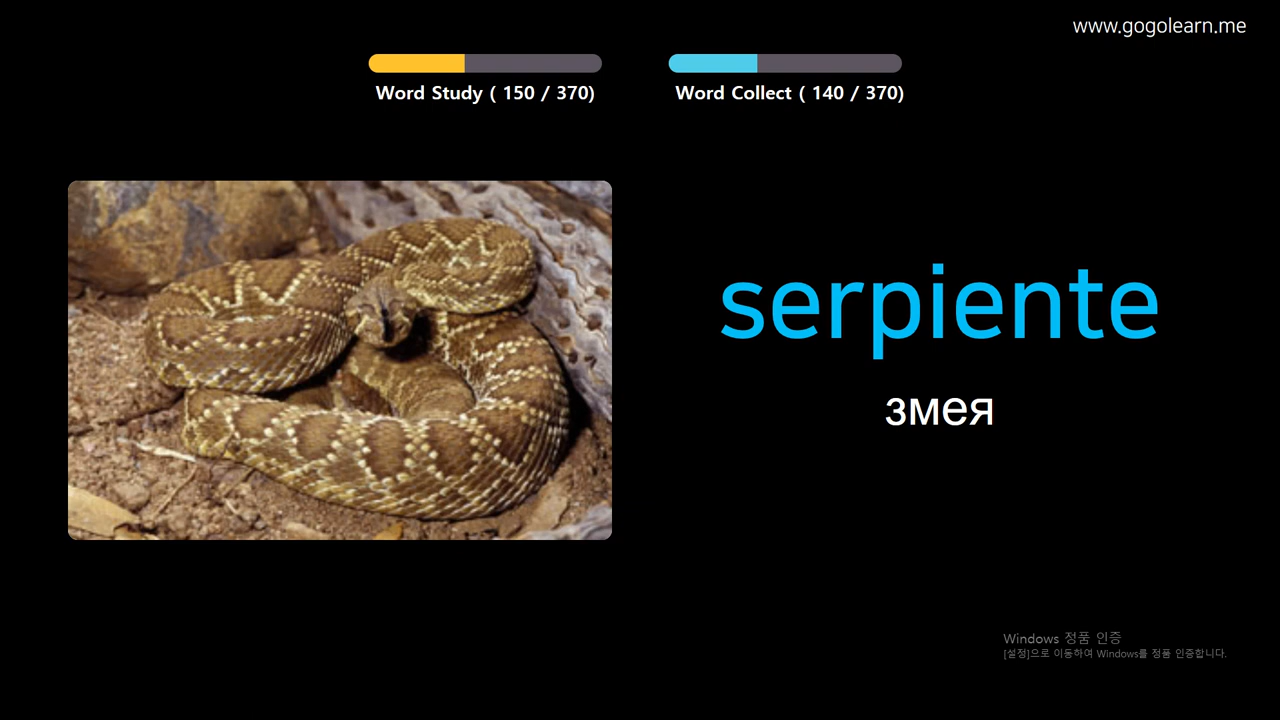 www.gogolearn.me
Word Study ( 150 / 370)
Word Collect ( 140 / 370)
serpiente
змея
Windows 정품 인증
[설정]으로 이동하여 Windows를 정품 인증합니다.